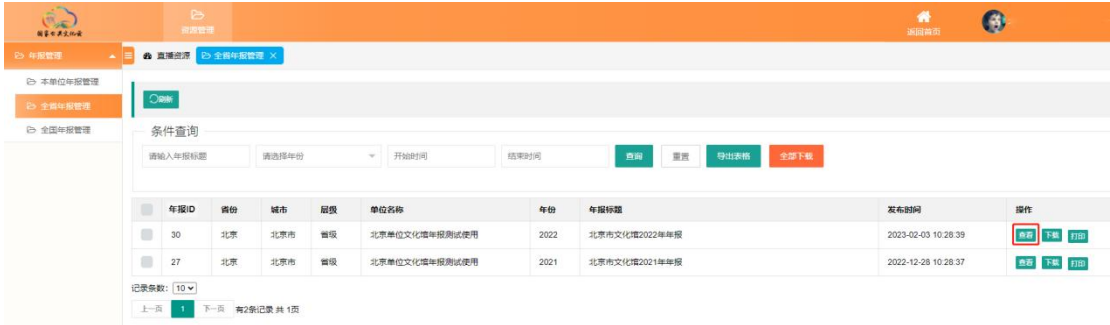 国家公共文化云
资源管理
返回首页
年报管理
直播资源 全省年报管理 ×
本单位年报管理
全省年报管理
全国年报管理
刷新
条件查询
请输入年报标题 请选择年份 开始时间 结束时间 查询 重置 导出表格 全部下载
年报ID 省份 城市 层级 单位名称 年份 年报标题 发布时间 操作
30 北京 北京市 省级 北京单位文化馆年报测试使用 2022 北京市文化馆2022年年报 2023-02-03 10:28:39 查看 下载 打印
27 北京 北京市 省级 北京单位文化馆年报测试使用 2021 北京市文化馆2021年年报 2022-12-28 10:28:37 查看 下载 打印
记录条数: 10
上一页 1 下一页 有2条记录 共 1页